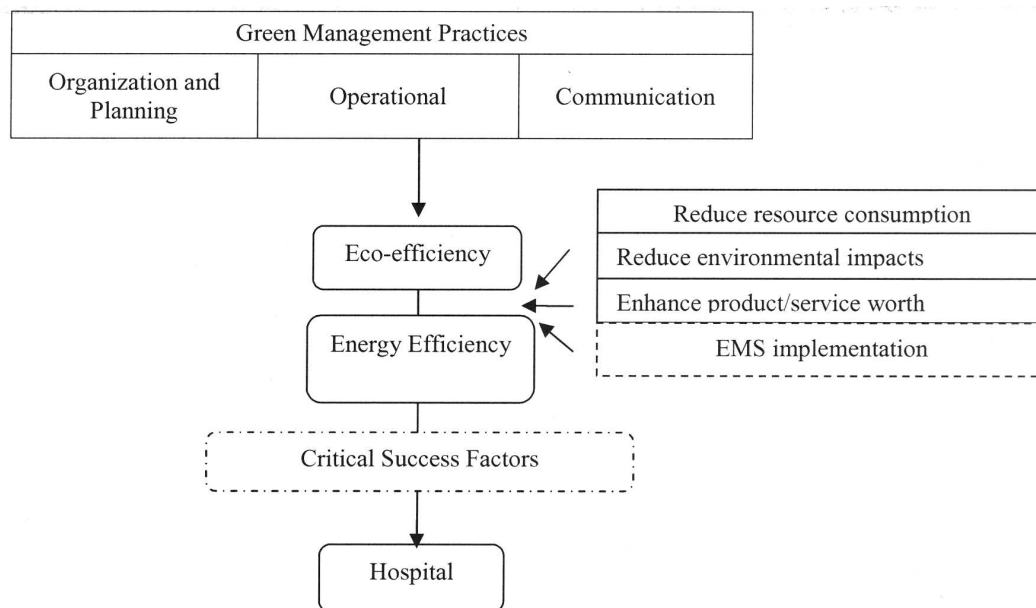 Green Management Practices
Organization and
Planning
Operational
Communication
Reduce resource consumption
Eco-efficiency
Reduce environmental impacts
Enhance product/service worth
Energy Efficiency
EMS implementation
Critical Success Factors
Hospital